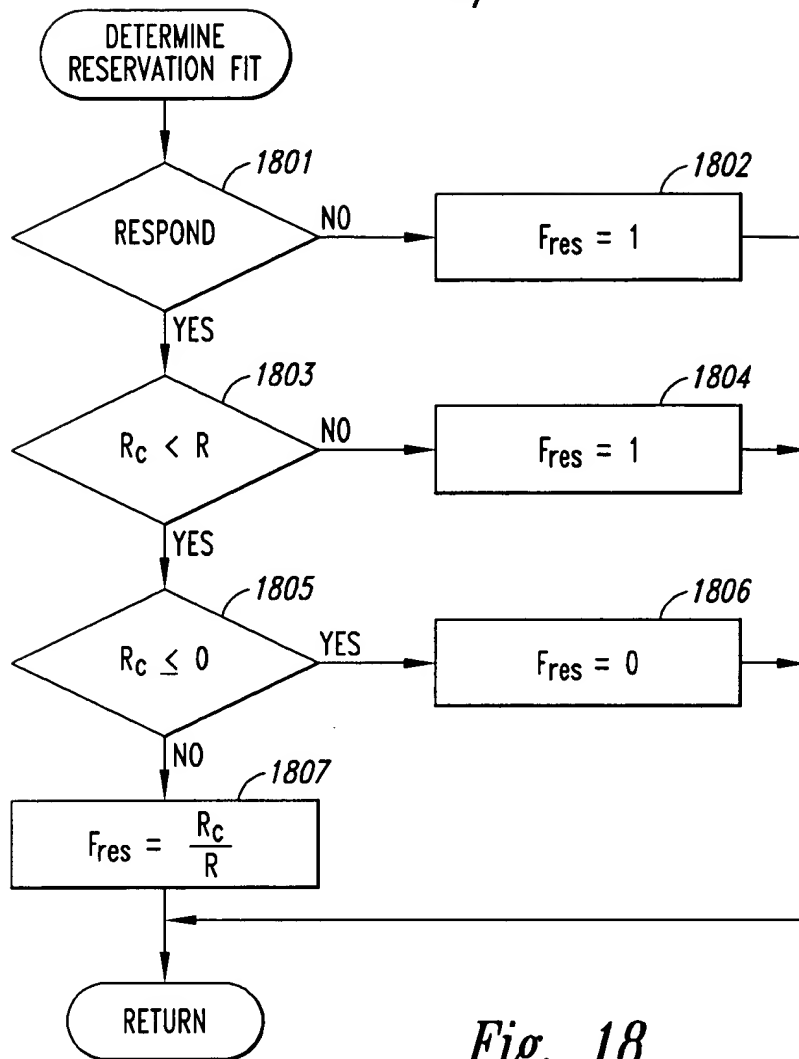 DETERMINE
RESERVATION FIT
1801
RESPOND
NO
1802
Fres = 1
YES
1803
Rc < R
NO
1804
Fres = 1
YES
1805
Rc ≤ 0
YES
1806
Fres = 0
NO
1807
Fres = Rc
R
RETURN
Fig. 18